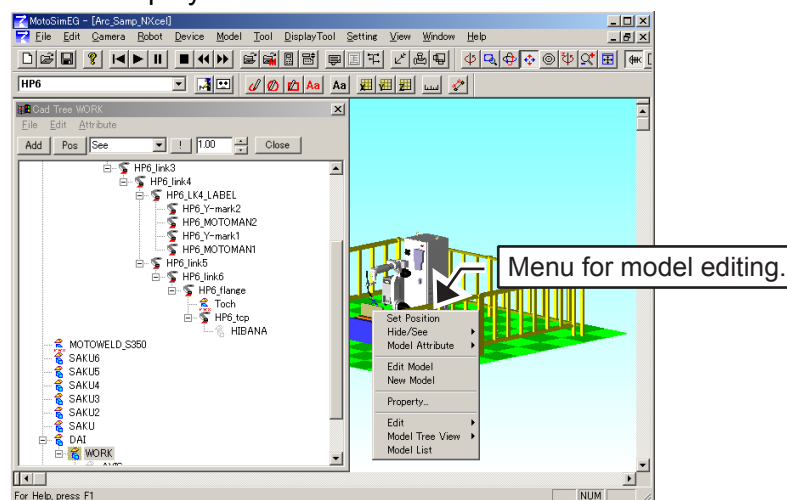 MotoSimEG - [Arc_Samp_NXcel]
File Edit Camera Robot Device Model Tool DisplayTool Setting View Window Help
HP6
Aa Aa
Cad Tree WORK
File Edit Attribute
Add Pos See ! 1.00 Close
HP6_link3
HP6_link4
HP6_LK4_LABEL
HP6_Y-mark2
HP6_MOTOMAN2
HP6_Y-mark1
HP6_MOTOMAN1
HP6_link5
HP6_link6
HP6_flange
Toch
HP6_tcp
HIBANA
MOTOWELD_S350
SAKU6
SAKU5
SAKU4
SAKU3
SAKU2
SAKU
DAI
WORK
Menu for model editing.
Set Position
Hide/See
Model Attribute
Edit Model
New Model
Property...
Edit
Model Tree View
Model List
For Help, press F1
NUM